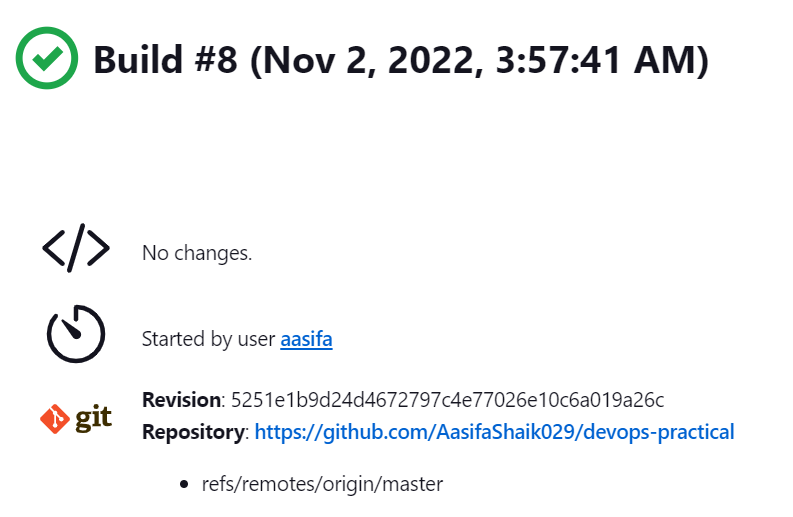 Build #8 (Nov 2, 2022, 3:57:41 AM)
No changes.
Started by user aasifa
git
Revision: 5251e1b9d24d4672797c4e77026e10c6a019a26c
Repository: https://github.com/AasifaShaik029/devops-practical
• refs/remotes/origin/master